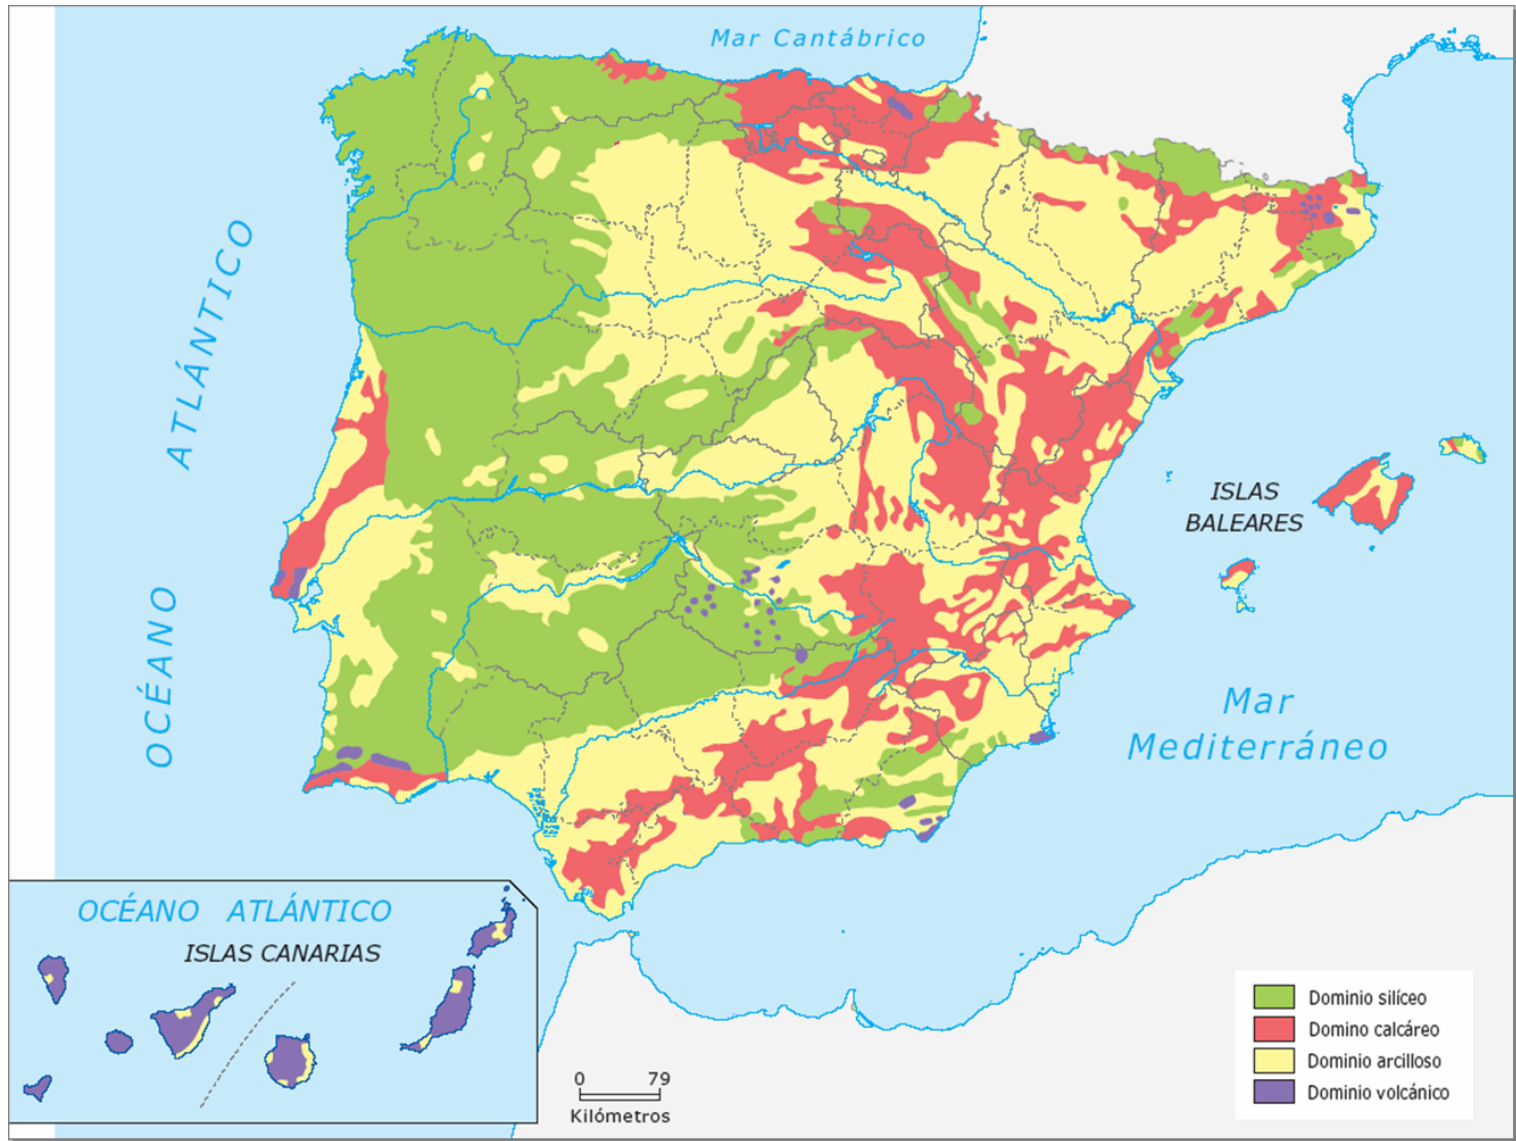 Mar Cantábrico
OCÉANO ATLÁNTICO
ISLAS
BALEARES
Mar
Mediterráneo
OCÉANO ATLÁNTICO
ISLAS CANARIAS
0 79
Kilómetros
Dominio silíceo
Domino calcáreo
Dominio arcilloso
Dominio volcánico